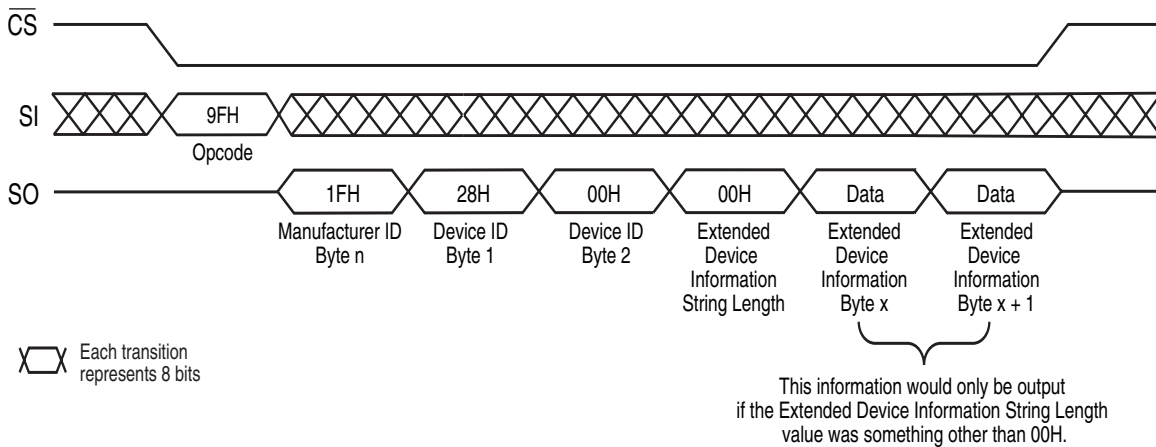 CS
SI
9FH
Opcode
SO
1FH
28H
00H
00H
Data
Data
Manufacturer ID
Byte n
Device ID
Byte 1
Device ID
Byte 2
Extended
Device
Information
String Length
Extended
Device
Information
Byte x
Extended
Device
Information
Byte x + 1
Each transition
represents 8 bits
This information would only be output
if the Extended Device Information String Length
value was something other than 00H.